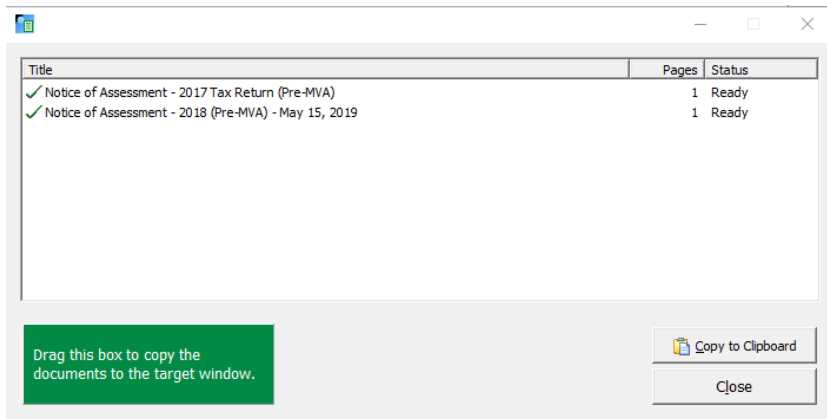 Title Pages Status
Notice of Assessment - 2017 Tax Return (Pre-MVA) 1 Ready
Notice of Assessment - 2018 (Pre-MVA) - May 15, 2019 1 Ready
Drag this box to copy the
documents to the target window.
Copy to Clipboard
Close